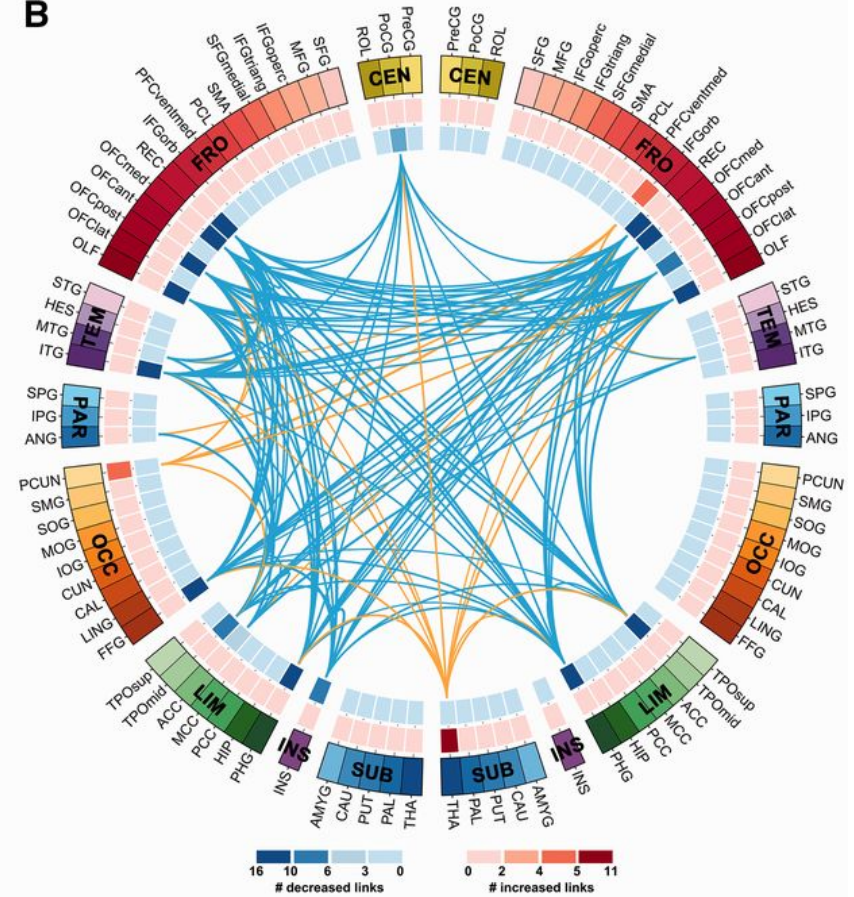 B
ROL
PoCG
PreCG
CEN
PreCG
PoCG
ROL
CEN
SFG
MFG
IFGoperc
IFGtriang
SFGmedial
SMA
PCL
PFCventmed
IFGorb
REC
OFCmed
OFCant
OFCpost
OFClat
OLF
FRO
SFG
MFG
IFGoperc
IFGtriang
SFGmedial
SMA
PCL
PFCventmed
IFGorb
REC
OFCmed
OFCant
OFCpost
OFClat
OLF
FRO
STG
HES
MTG
ITG
TEM
STG
HES
MTG
ITG
TEM
SPG
IPG
ANG
PAR
SPG
IPG
ANG
PAR
PCUN
SMG
SOG
MOG
IOG
CUN
CAL
LING
FFG
OCC
PCUN
SMG
SOG
MOG
IOG
CUN
CAL
LING
FFG
OCC
TPOsup
TPOmid
ACC
MCC
PCC
HIP
PHG
LIM
TPOsup
TPOmid
ACC
MCC
PCC
HIP
PHG
LIM
INS
INS
INS
INS
AMYG
CAU
PUT
PAL
THA
SUB
THA
PAL
PUT
CAU
AMYG
SUB
16 10 6 3 0
# decreased links
0 2 4 5 11
# increased links